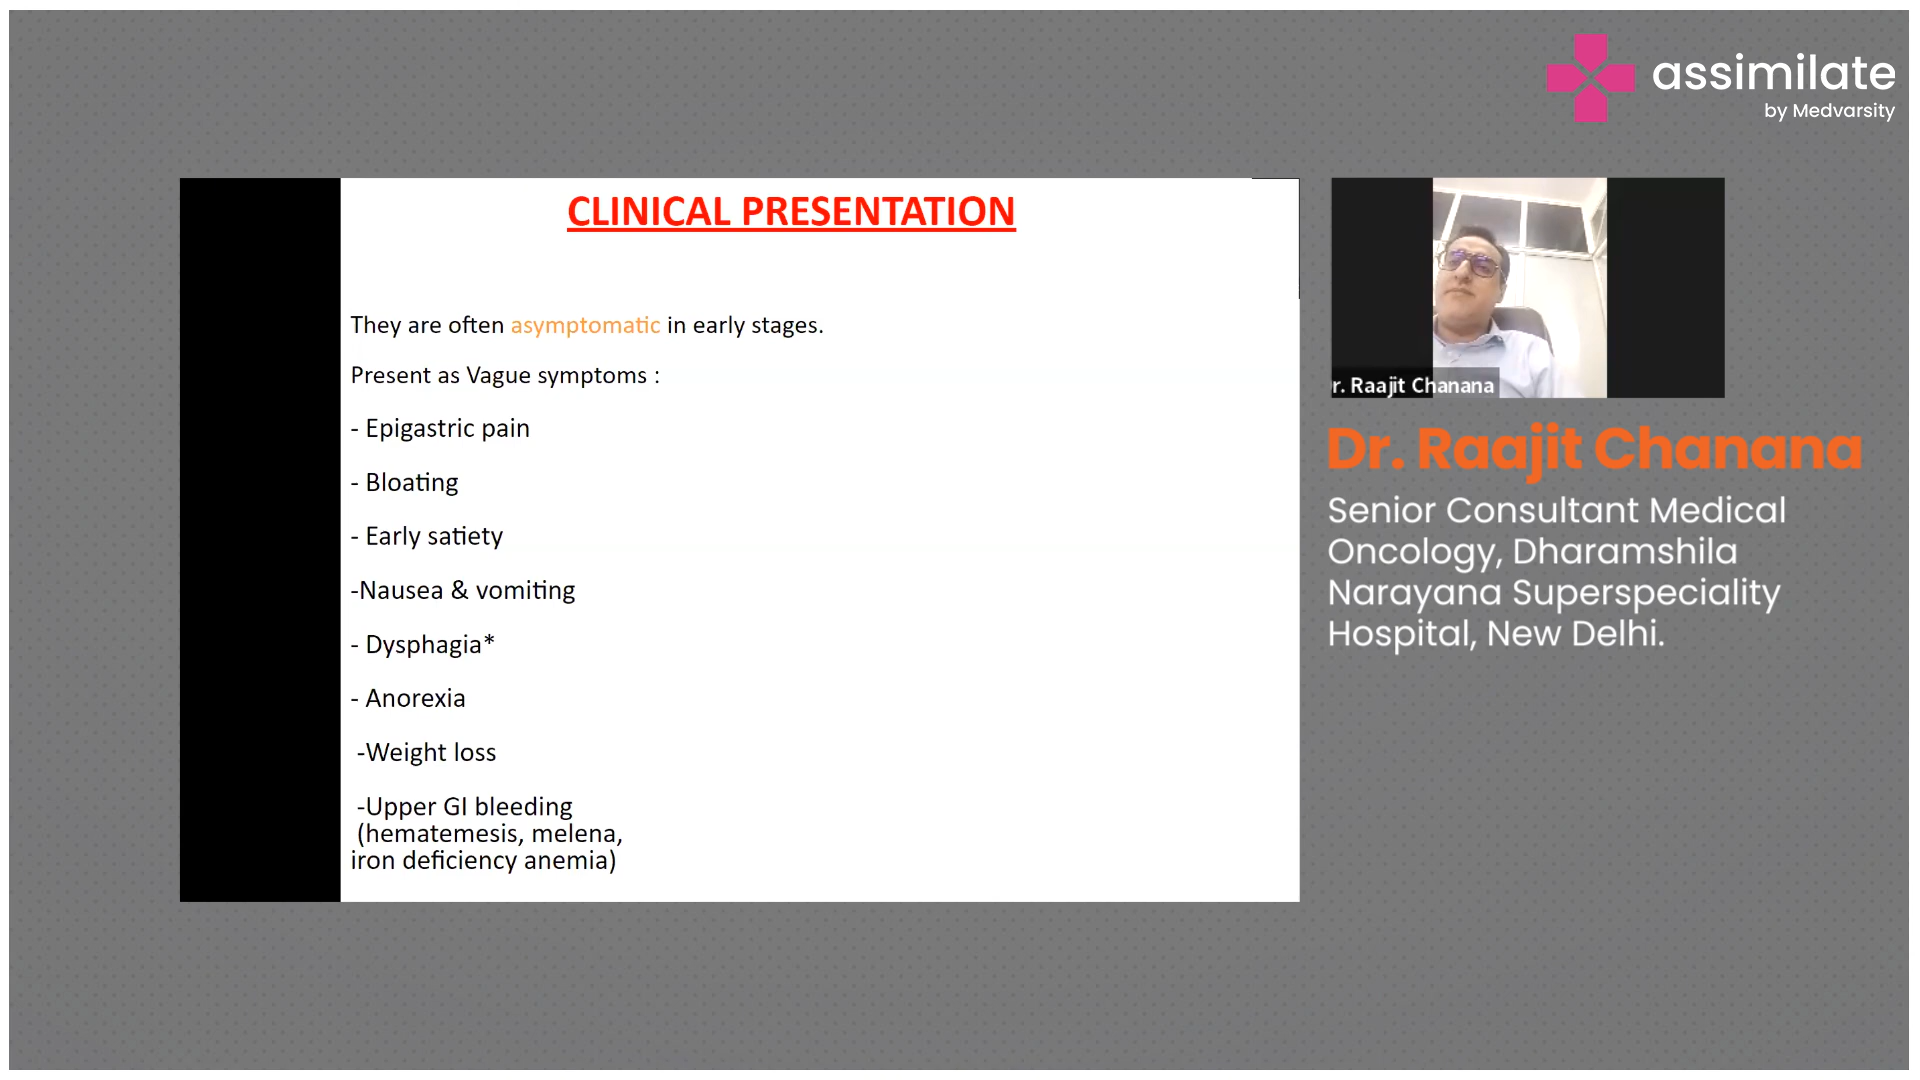 assimilate
by Medvarsity
CLINICAL PRESENTATION
They are often asymptomatic in early stages.
Present as Vague symptoms :
- Epigastric pain
- Bloating
- Early satiety
-Nausea & vomiting
- Dysphagia*
- Anorexia
-Weight loss
-Upper GI bleeding
(hematemesis, melena,
iron deficiency anemia)
r. Raajit Chanana
Dr. Raajit Chanana
Senior Consultant Medical
Oncology, Dharamshila
Narayana Superspeciality
Hospital, New Delhi.